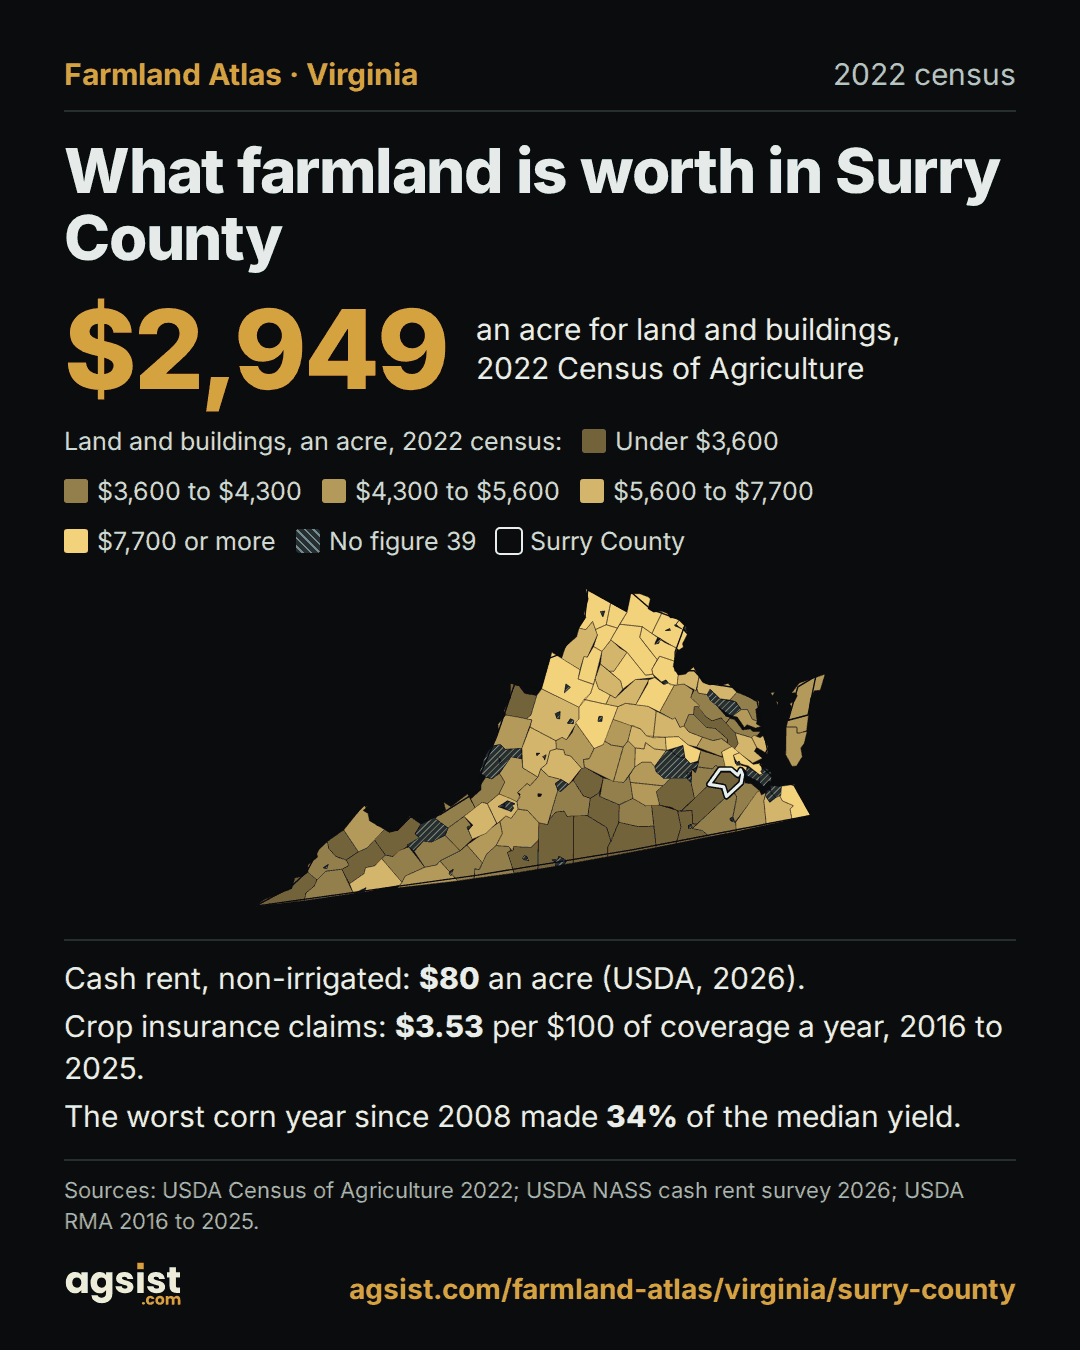 Farmland Atlas · Virginia
2022 census
What farmland is worth in Surry
County
$2,949
an acre for land and buildings,
2022 Census of Agriculture
Land and buildings, an acre, 2022 census: Under $3,600
$3,600 to $4,300 $4,300 to $5,600 $5,600 to $7,700
$7,700 or more No figure 39 Surry County
Cash rent, non-irrigated: $80 an acre (USDA, 2026).
Crop insurance claims: $3.53 per $100 of coverage a year, 2016 to
2025.
The worst corn year since 2008 made 34% of the median yield.
Sources: USDA Census of Agriculture 2022; USDA NASS cash rent survey 2026; USDA
RMA 2016 to 2025.
agsist
.com
agsist.com/farmland-atlas/virginia/surry-county